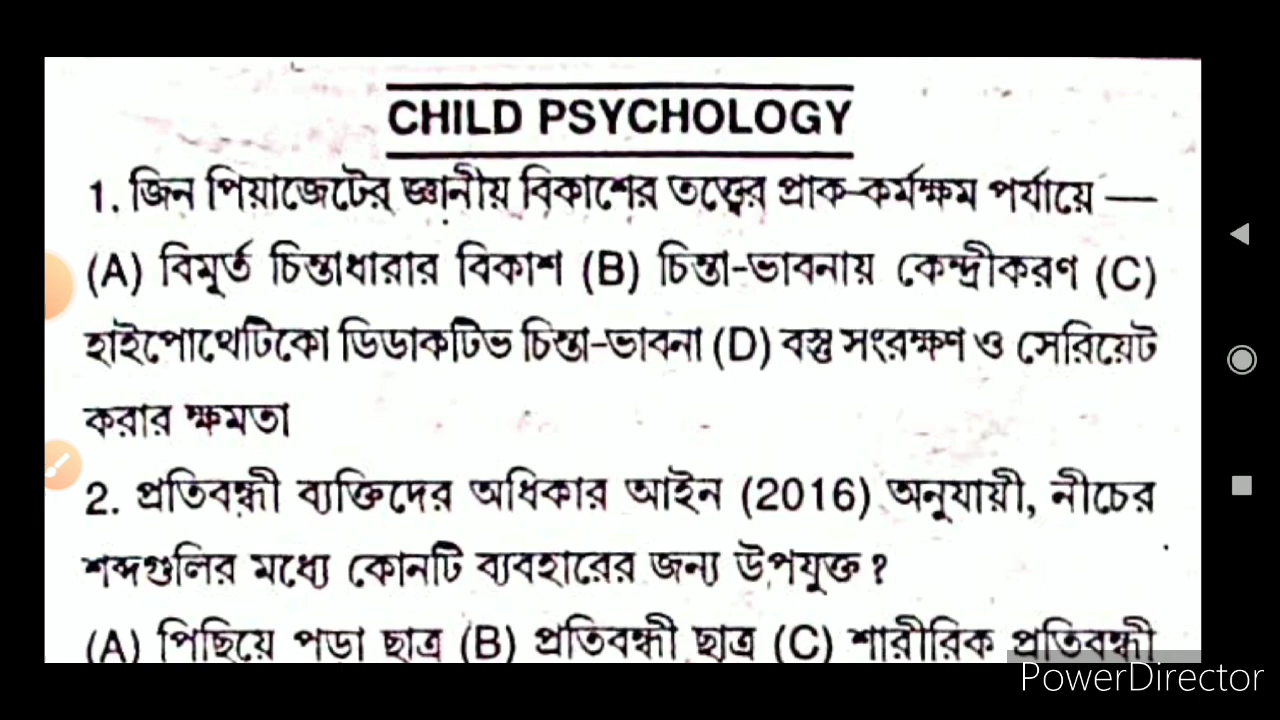 CHILD PSYCHOLOGY
1. জিন পিয়াজেটের জ্ঞানীয় বিকাশের তত্ত্বের প্রাক-কর্মক্ষম পর্যায়ে —
(A) বিমূর্ত চিন্তাধারার বিকাশ (B) চিন্তা-ভাবনায় কেন্দ্রীকরণ (C)
হাইপোথেটিকো ডিডাকটিভ চিন্তা-ভাবনা (D) বস্তু সংরক্ষণ ও সেরিয়েট
করার ক্ষমতা
2. প্রতিবন্ধী ব্যক্তিদের অধিকার আইন (2016) অনুযায়ী, নীচের
শব্দগুলির মধ্যে কোনটি ব্যবহারের জন্য উপযুক্ত ?
(A) পিছিয়ে পড়া ছাত্র (B) প্রতিবন্ধী ছাত্র (C) শারীরিক প্রতিবন্ধী
PowerDirector